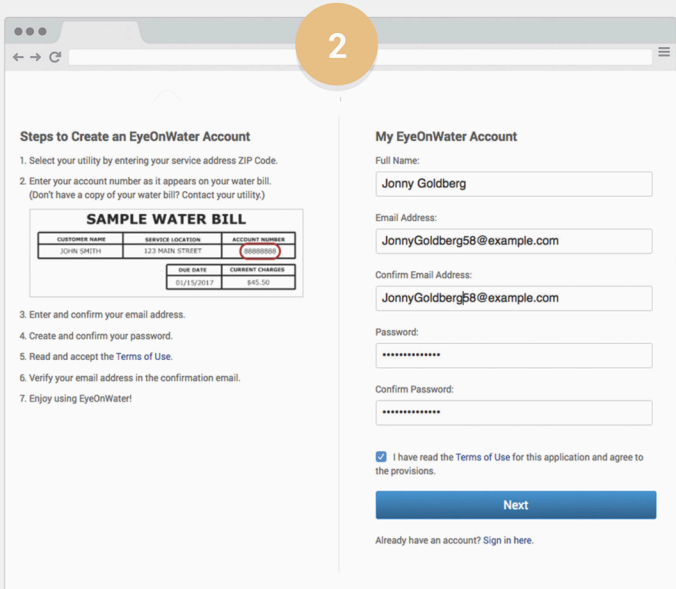 2
Steps to Create an EyeOnWater Account
1. Select your utility by entering your service address ZIP Code.
2. Enter your account number as it appears on your water bill.
(Don't have a copy of your water bill? Contact your utility.)
SAMPLE WATER BILL
CUSTOMER NAME SERVICE LOCATION ACCOUNT NUMBER
JOHN SMITH 123 MAIN STREET 88888888
DUE DATE CURRENT CHARGES
01/15/2017 $45.50
3. Enter and confirm your email address.
4. Create and confirm your password.
5. Read and accept the Terms of Use.
6. Verify your email address in the confirmation email.
7. Enjoy using EyeOnWater!
My EyeOnWater Account
Full Name:
Jonny Goldberg
Email Address:
JonnyGoldberg58@example.com
Confirm Email Address:
JonnyGoldberg58@example.com
Password:
••••••••••••••
Confirm Password:
••••••••••••••
I have read the Terms of Use for this application and agree to
the provisions.
Next
Already have an account? Sign in here.